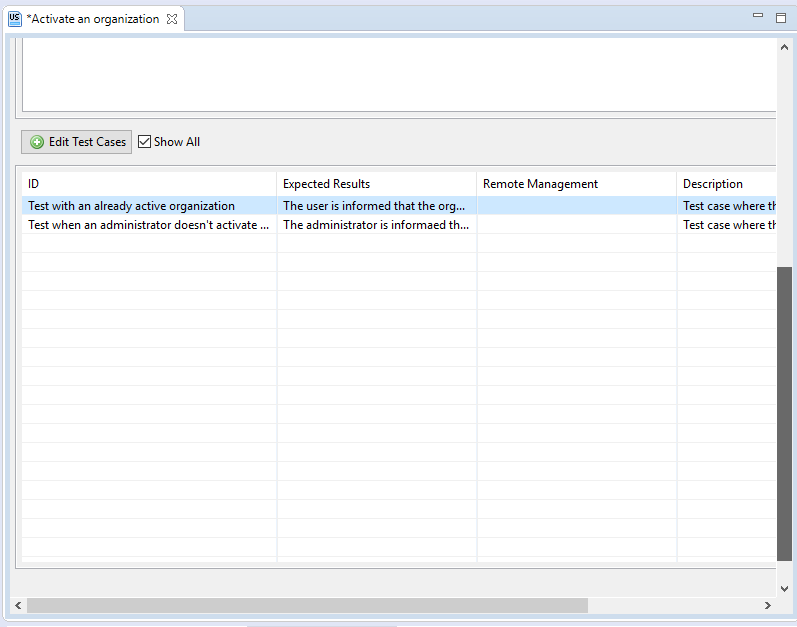 US *Activate an organization
Edit Test Cases Show All
ID Expected Results Remote Management Description
Test with an already active organization The user is informed that the org... Test case where th
Test when an administrator doesn't activate ... The administrator is informaed th... Test case where th